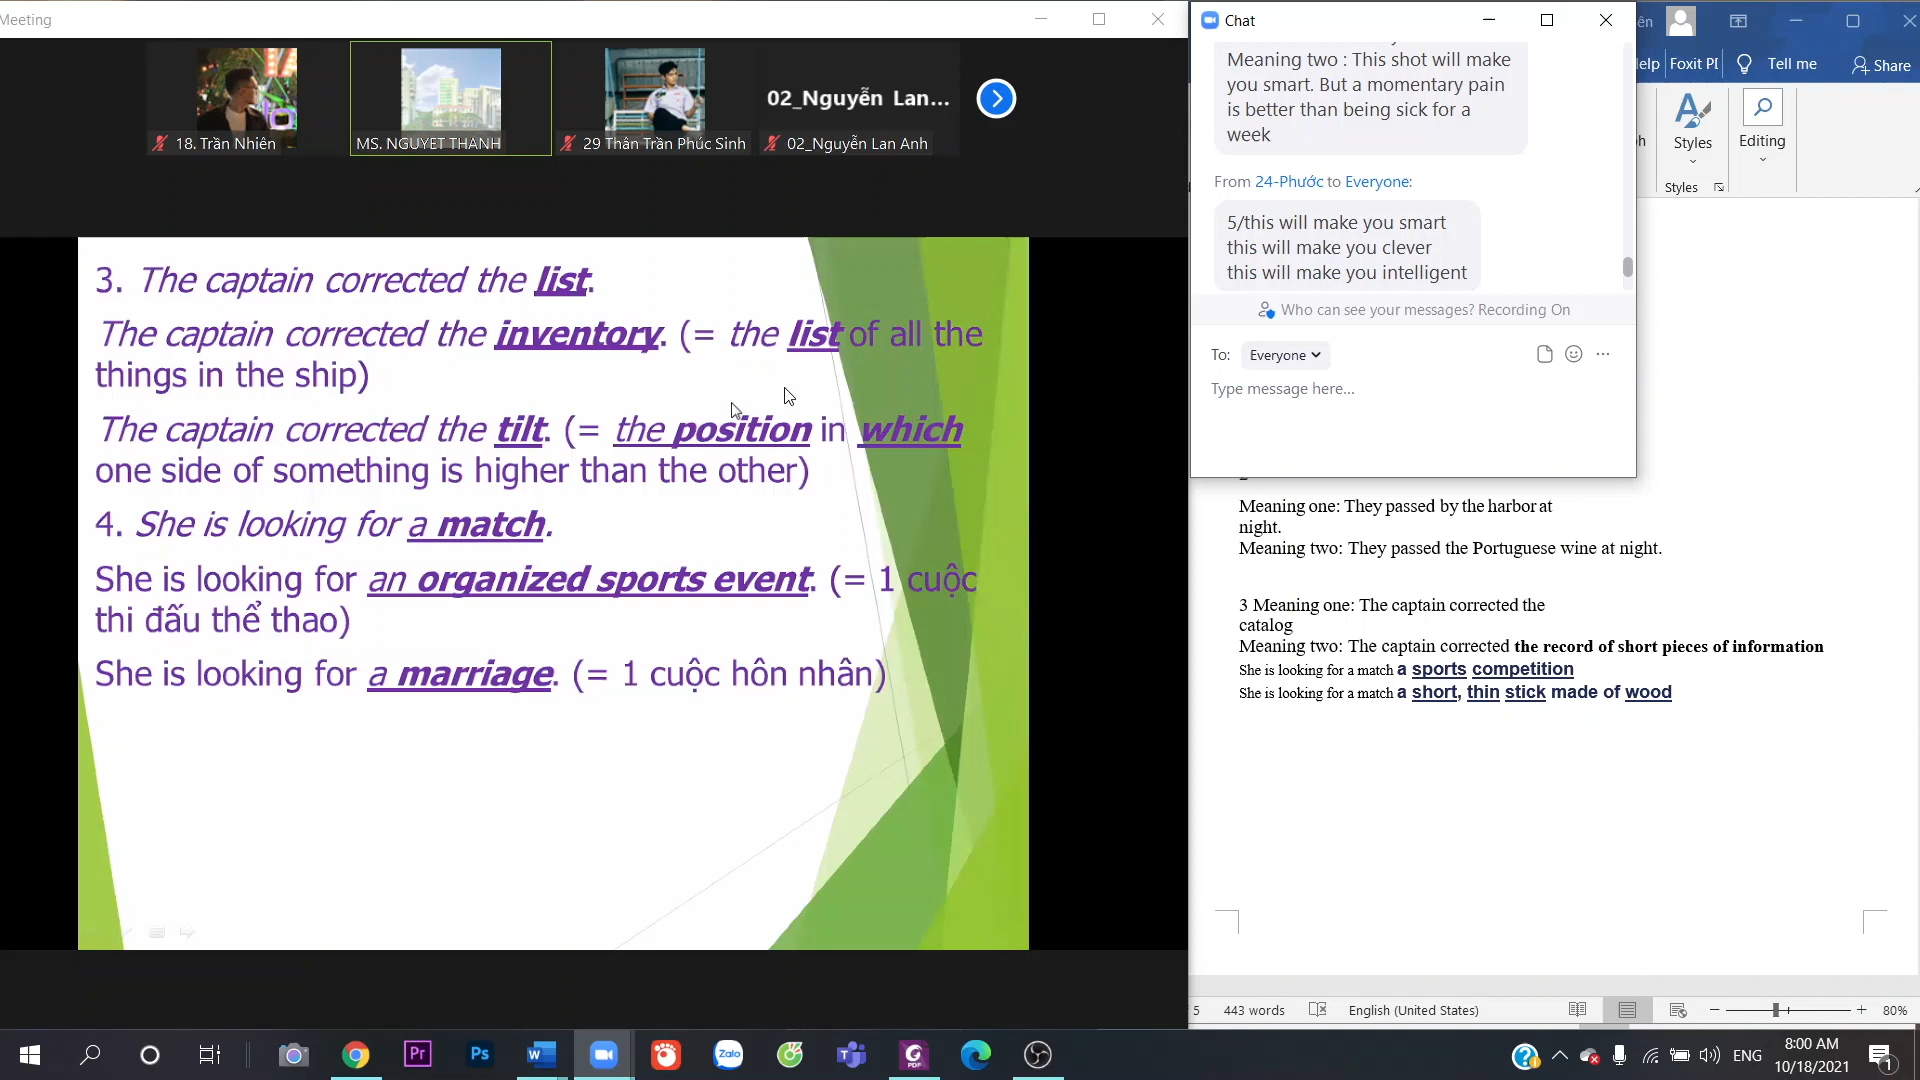 Meeting
18. Trần Nhiên
MS. NGUYET THANH
29 Thân Trần Phúc Sinh
02_Nguyễn Lan...
02_Nguyễn Lan Anh
3. The captain corrected the list.
The captain corrected the inventory. (= the list of all the
things in the ship)
The captain corrected the tilt. (= the position in which
one side of something is higher than the other)
4. She is looking for a match.
She is looking for an organized sports event. (= 1 cuộc
thi đấu thể thao)
She is looking for a marriage. (= 1 cuộc hôn nhân)
Chat
Meaning two : This shot will make
you smart. But a momentary pain
is better than being sick for a
week
From 24-Phước to Everyone:
5/this will make you smart
this will make you clever
this will make you intelligent
Who can see your messages? Recording On
To: Everyone
Type message here...
ên
elp Foxit PD Tell me Share
ph Styles Editing
Styles
Meaning one: They passed by the harbor at
night.
Meaning two: They passed the Portuguese wine at night.
3 Meaning one: The captain corrected the
catalog
Meaning two: The captain corrected the record of short pieces of information
She is looking for a match a sports competition
She is looking for a match a short, thin stick made of wood
5 443 words English (United States) 80%
Pr Ps W Zalo PDF
ENG 8:00 AM
10/18/2021
1